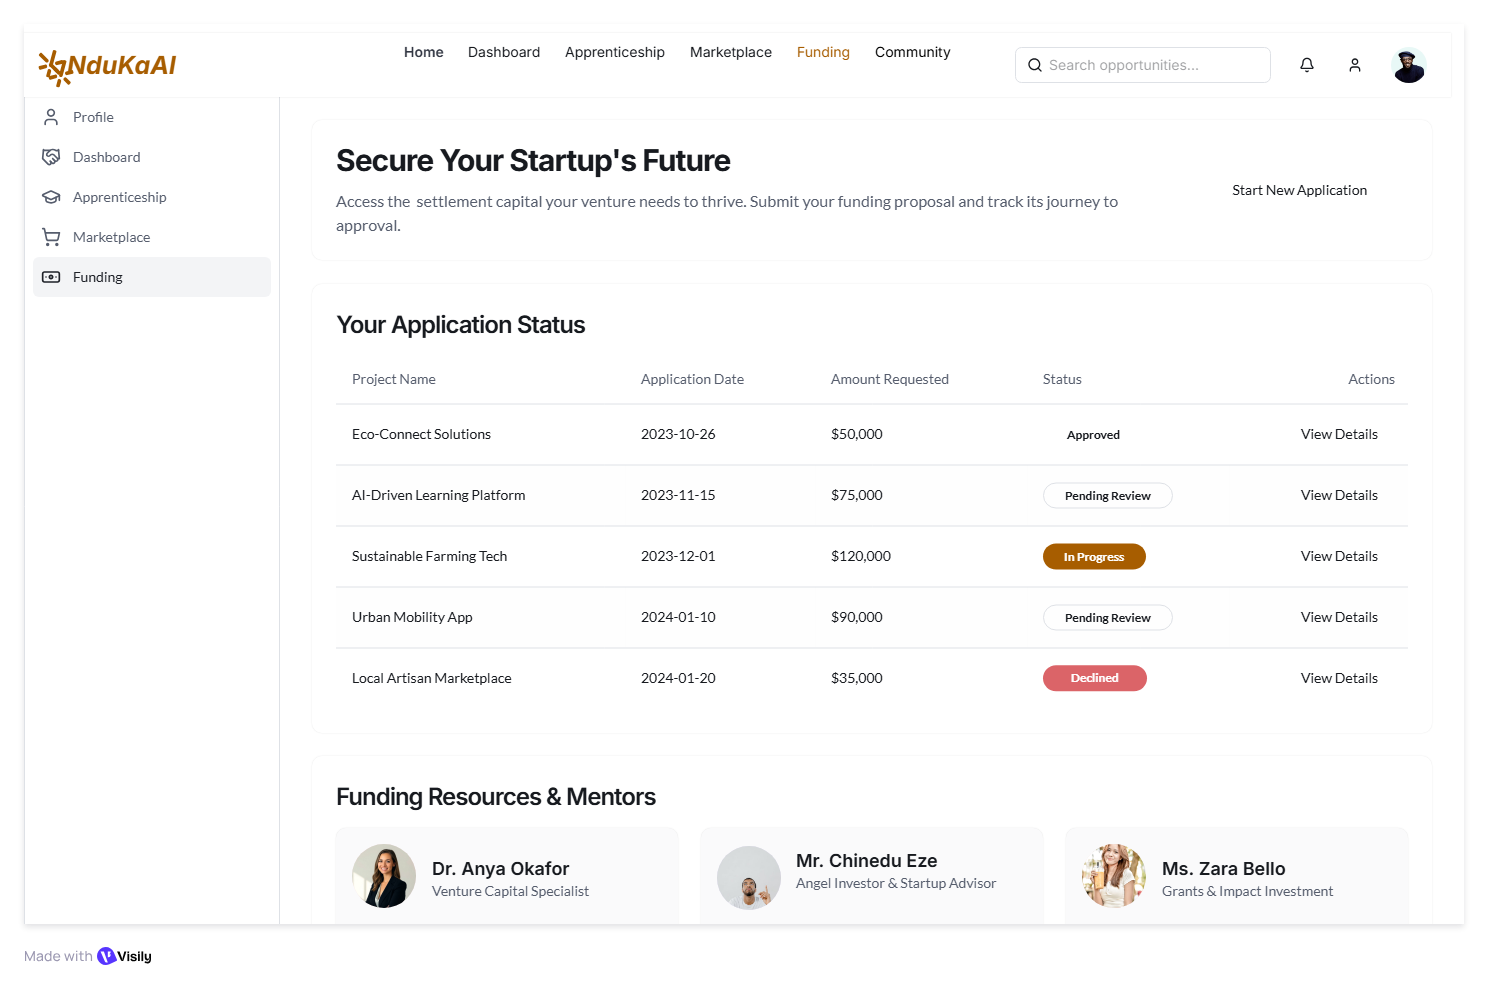 NduKaAI
Home Dashboard Apprenticeship Marketplace Funding Community
Search opportunities...
Profile
Dashboard
Apprenticeship
Marketplace
Funding
Secure Your Startup's Future
Access the settlement capital your venture needs to thrive. Submit your funding proposal and track its journey to
approval.
Start New Application
Your Application Status
Project Name Application Date Amount Requested Status Actions
Eco-Connect Solutions 2023-10-26 $50,000 Approved View Details
AI-Driven Learning Platform 2023-11-15 $75,000 Pending Review View Details
Sustainable Farming Tech 2023-12-01 $120,000 In Progress View Details
Urban Mobility App 2024-01-10 $90,000 Pending Review View Details
Local Artisan Marketplace 2024-01-20 $35,000 Declined View Details
Funding Resources & Mentors
Dr. Anya Okafor
Venture Capital Specialist
Mr. Chinedu Eze
Angel Investor & Startup Advisor
Ms. Zara Bello
Grants & Impact Investment
Made with Visily